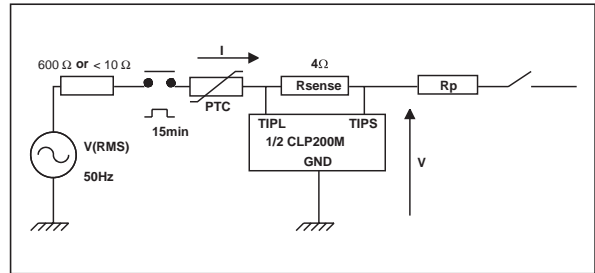 I
600 Ω or < 10 Ω
4Ω
Rsense
Rp
PTC
15min
TIPL
TIPS
1/2 CLP200M
GND
V(RMS)
50Hz
V